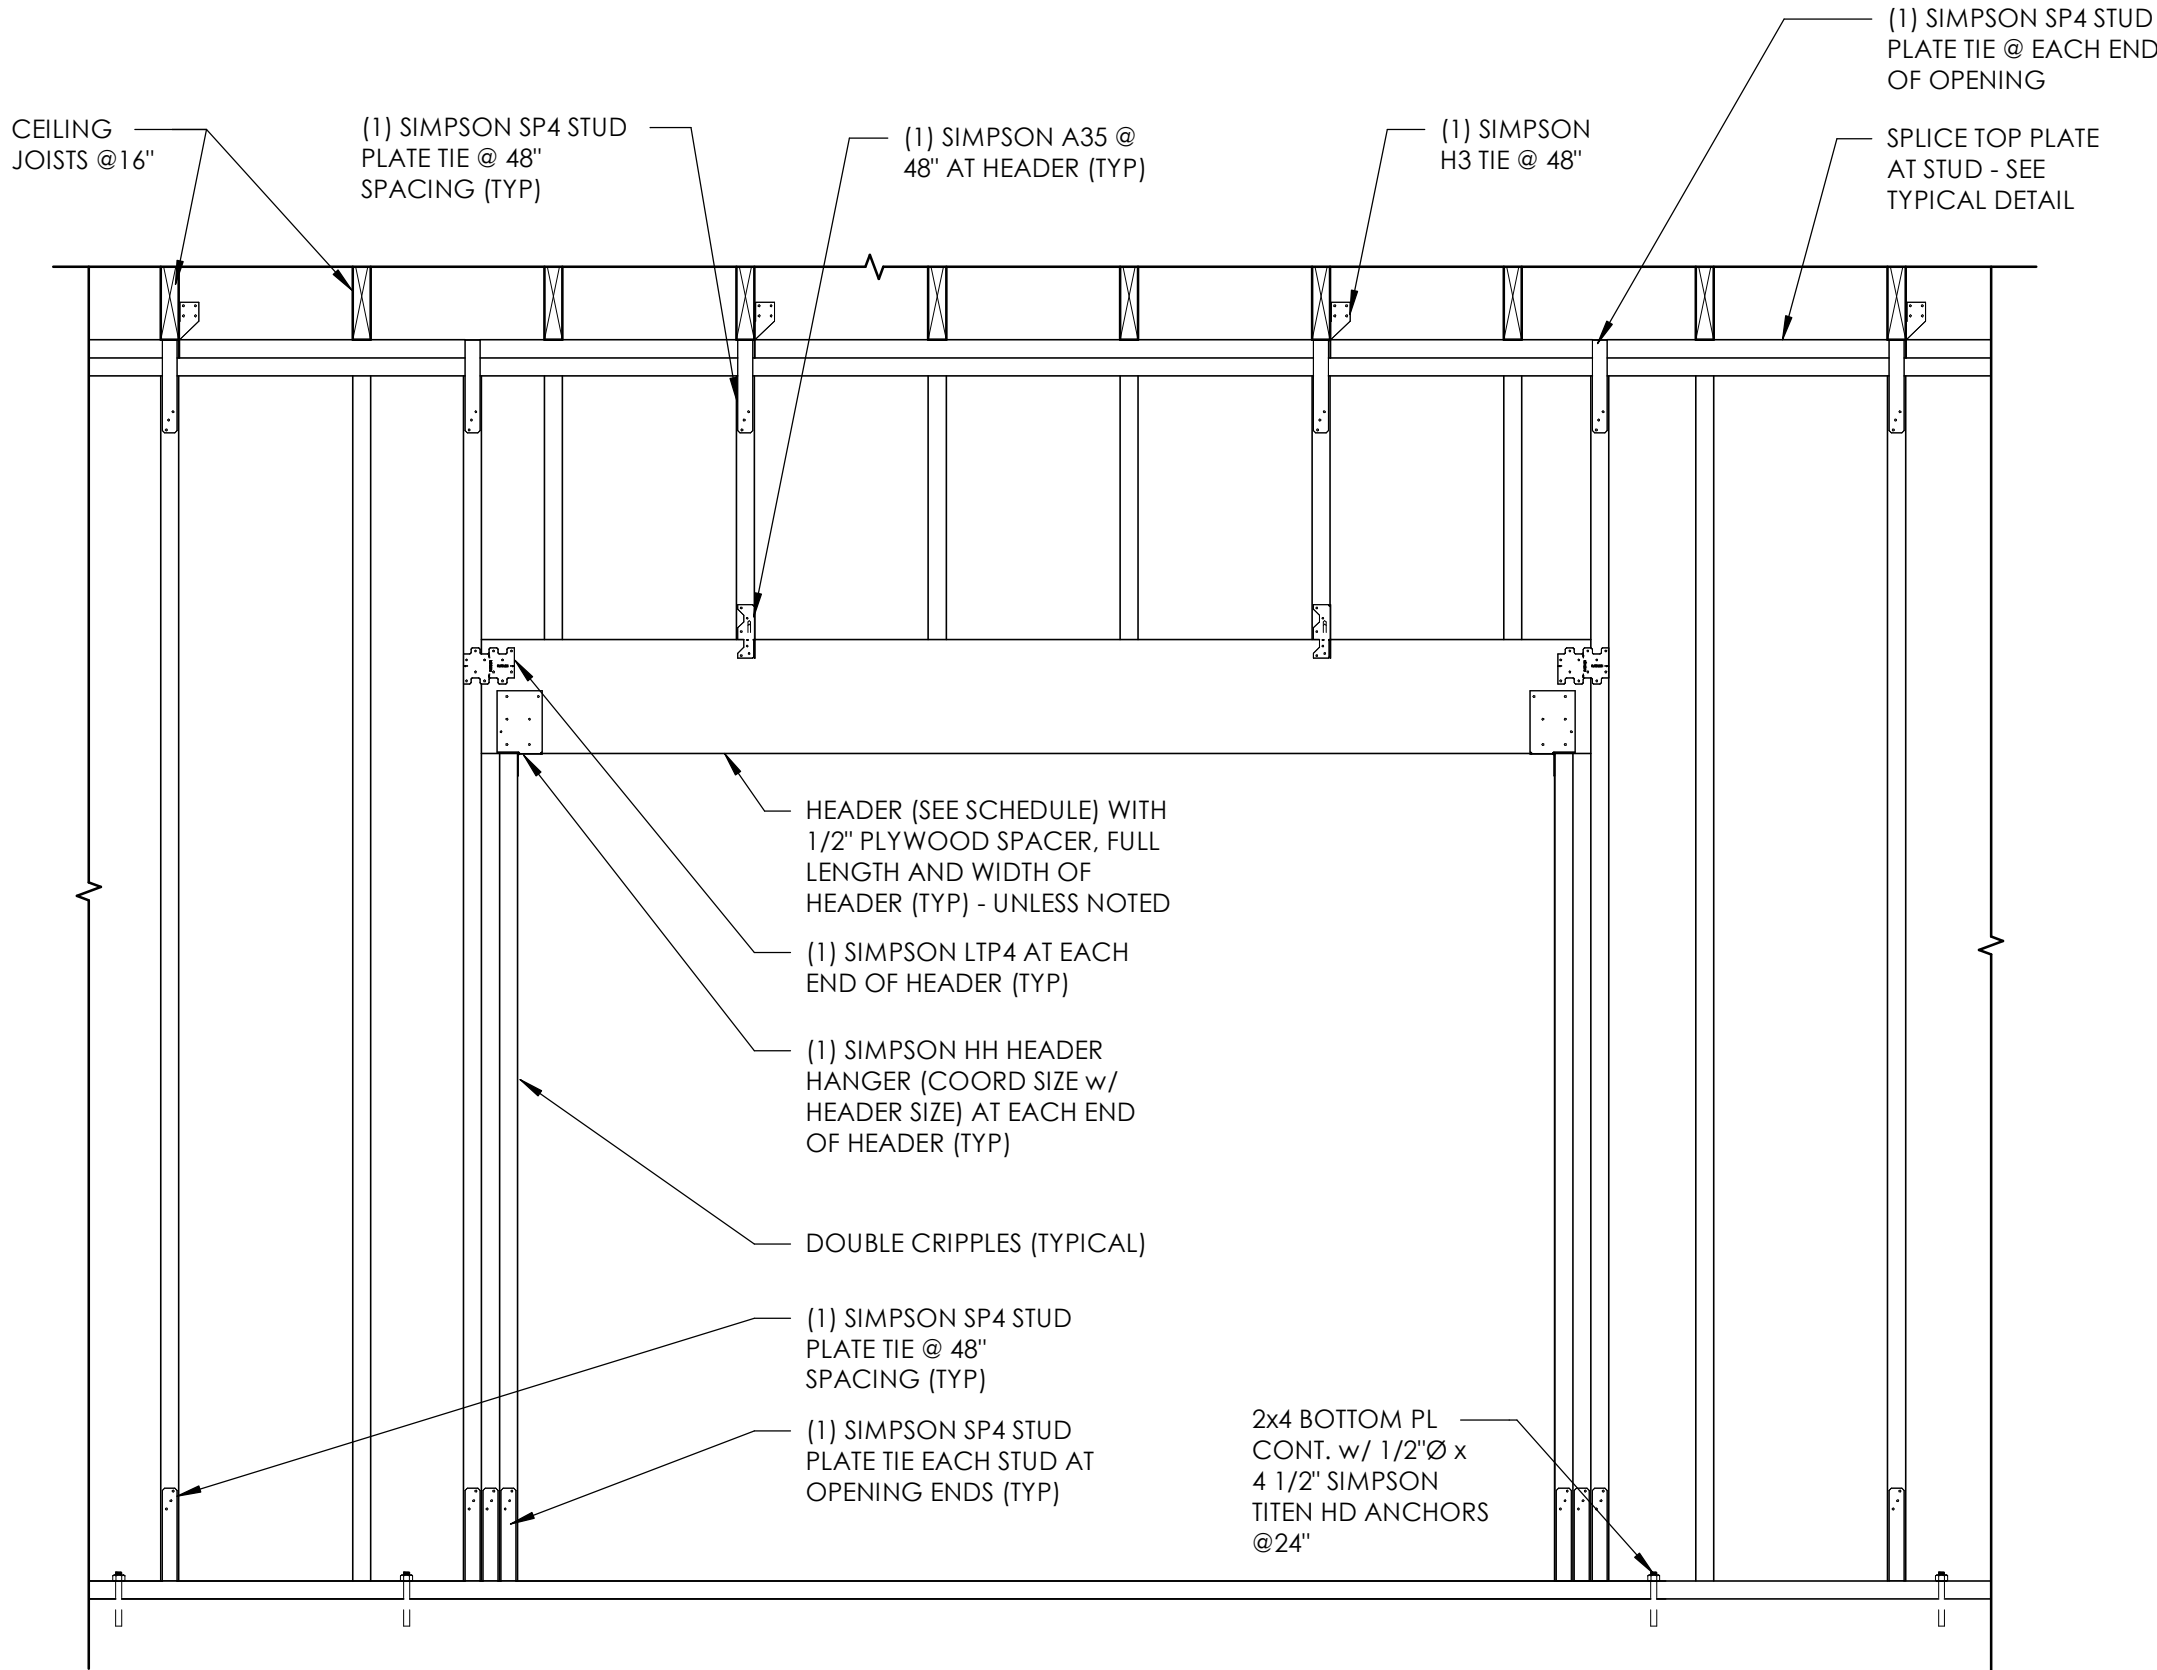 (1) SIMPSON SP4 STUD
PLATE TIE @ EACH END
OF OPENING
CEILING
JOISTS @16"
(1) SIMPSON SP4 STUD
PLATE TIE @ 48"
SPACING (TYP)
(1) SIMPSON A35 @
48" AT HEADER (TYP)
(1) SIMPSON
H3 TIE @ 48"
SPLICE TOP PLATE
AT STUD - SEE
TYPICAL DETAIL
HEADER (SEE SCHEDULE) WITH
1/2" PLYWOOD SPACER, FULL
LENGTH AND WIDTH OF
HEADER (TYP) - UNLESS NOTED
(1) SIMPSON LTP4 AT EACH
END OF HEADER (TYP)
(1) SIMPSON HH HEADER
HANGER (COORD SIZE w/
HEADER SIZE) AT EACH END
OF HEADER (TYP)
DOUBLE CRIPPLES (TYPICAL)
(1) SIMPSON SP4 STUD
PLATE TIE @ 48"
SPACING (TYP)
(1) SIMPSON SP4 STUD
PLATE TIE EACH STUD AT
OPENING ENDS (TYP)
2x4 BOTTOM PL
CONT. w/ 1/2"Ø x
4 1/2" SIMPSON
TITEN HD ANCHORS
@24"